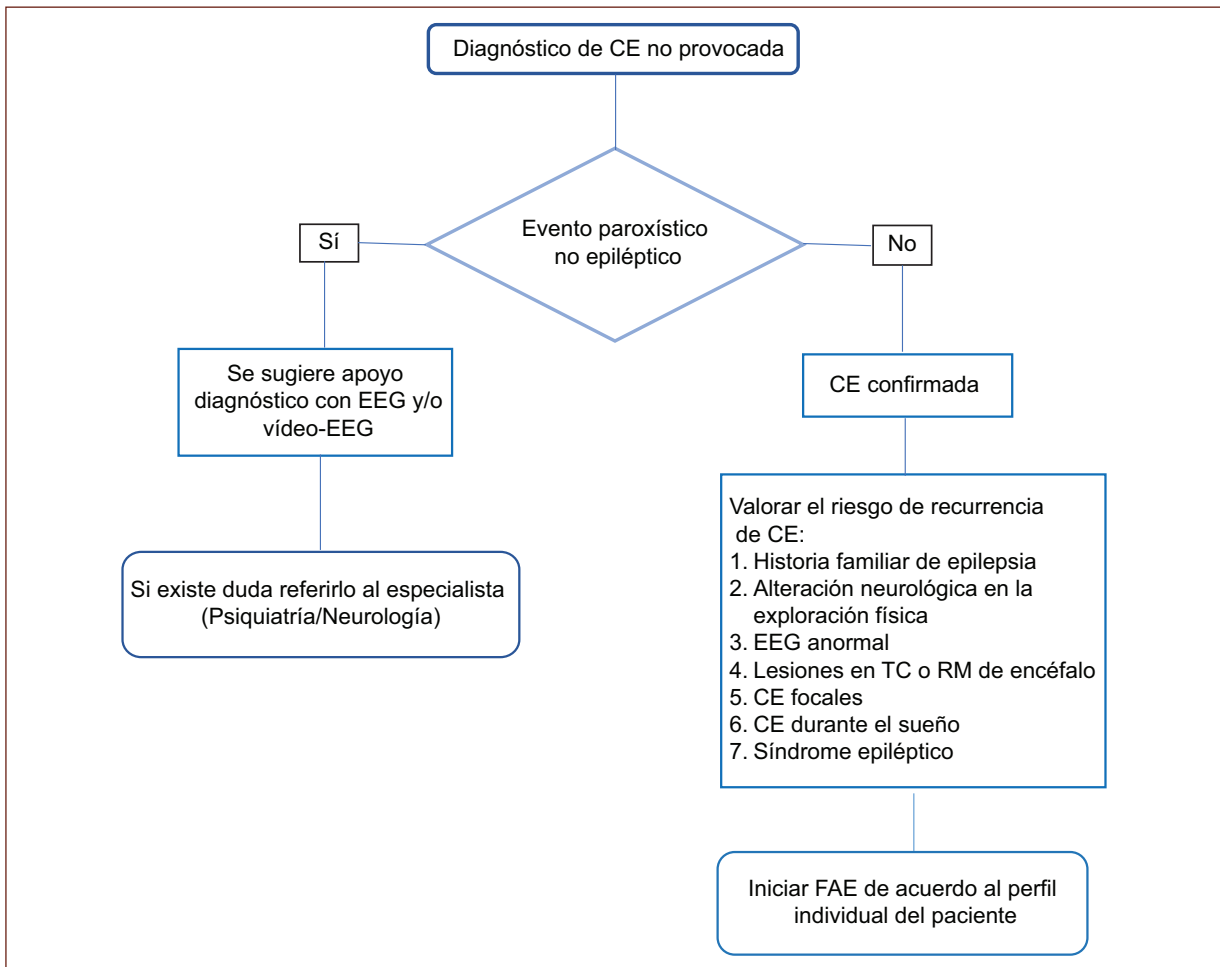 Diagnóstico de CE no provocada
Evento paroxístico
no epiléptico
Sí
No
Se sugiere apoyo
diagnóstico con EEG y/o
vídeo-EEG
CE confirmada
Si existe duda referirlo al especialista
(Psiquiatría/Neurología)
Valorar el riesgo de recurrencia
de CE:
1. Historia familiar de epilepsia
2. Alteración neurológica en la
exploración física
3. EEG anormal
4. Lesiones en TC o RM de encéfalo
5. CE focales
6. CE durante el sueño
7. Síndrome epiléptico
Iniciar FAE de acuerdo al perfil
individual del paciente